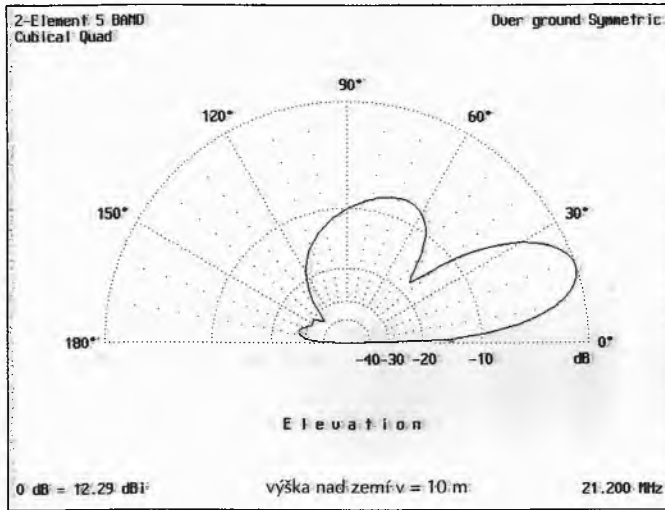 2-Element 5 BAND
Cubical Quad
Over ground Symmetric
90°
120°
60°
150°
30°
180°
0°
-40 -30 -20 -10 dB
Elevation
0 dB = 12.29 dBi
výška nad zemí v = 10 m
21.200 MHz